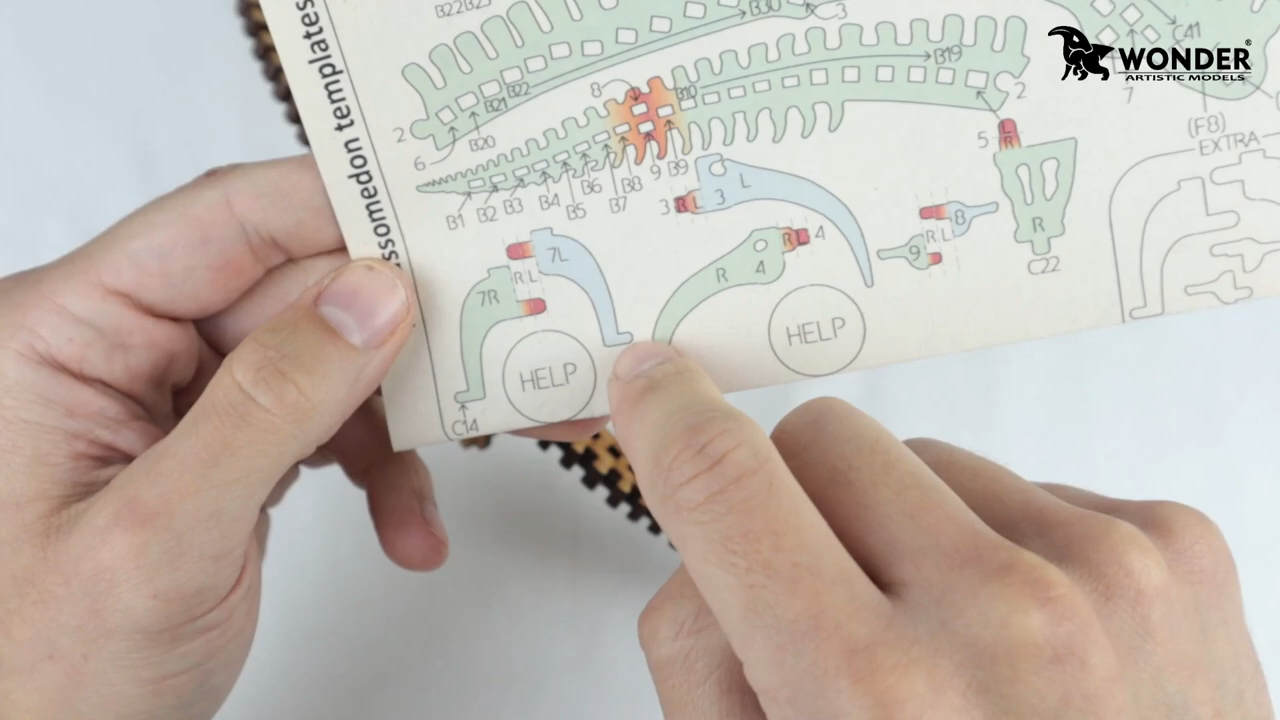 ssomedon templates
B22B23
B30
3
C41
7
(F8)
EXTRA
B19
2
B21
B22
2
6
B20
8
B10
B1
B2
B3
B4
B5
B6
B7
B8
9
B9
3
R
L
3
L
5
L
R
R
C22
8
R L
9
7L
R L
7R
C14
HELP
R
4
R
L
4
HELP
WONDER®
ARTISTIC MODELS